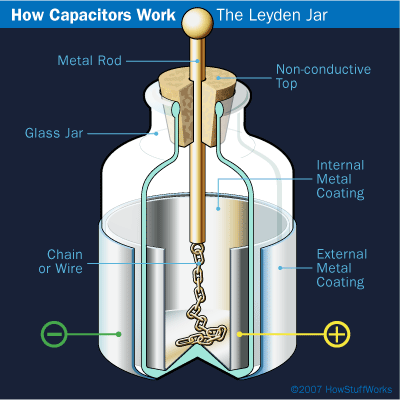 How Capacitors Work The Leyden Jar
Metal Rod
Non-conductive
Top
Glass Jar
Internal
Metal
Coating
Chain
or Wire
External
Metal
Coating
©2007 HowStuffWorks